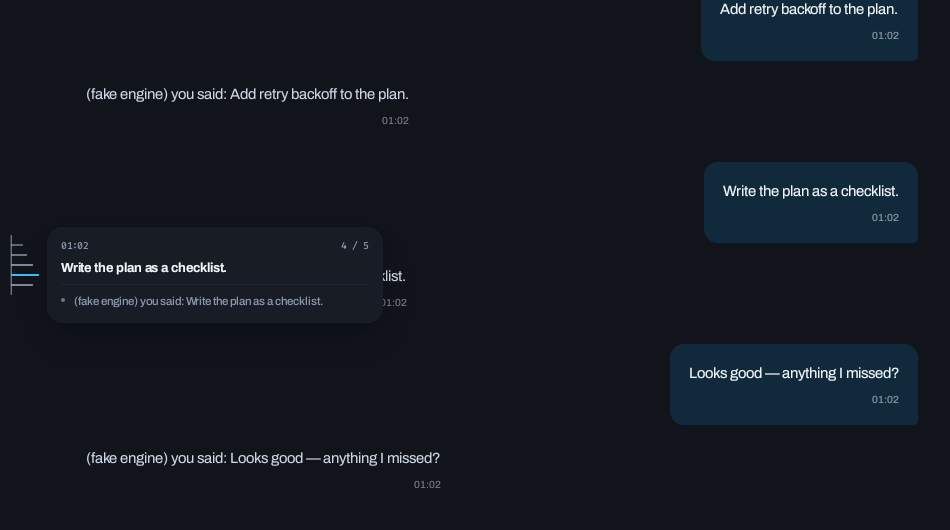 Add retry backoff to the plan.
01:02
(fake engine) you said: Add retry backoff to the plan.
01:02
Write the plan as a checklist.
01:02
01:02 4 / 5
Write the plan as a checklist.
(fake engine) you said: Write the plan as a checklist.
klist.
01:02
Looks good — anything I missed?
01:02
(fake engine) you said: Looks good — anything I missed?
01:02